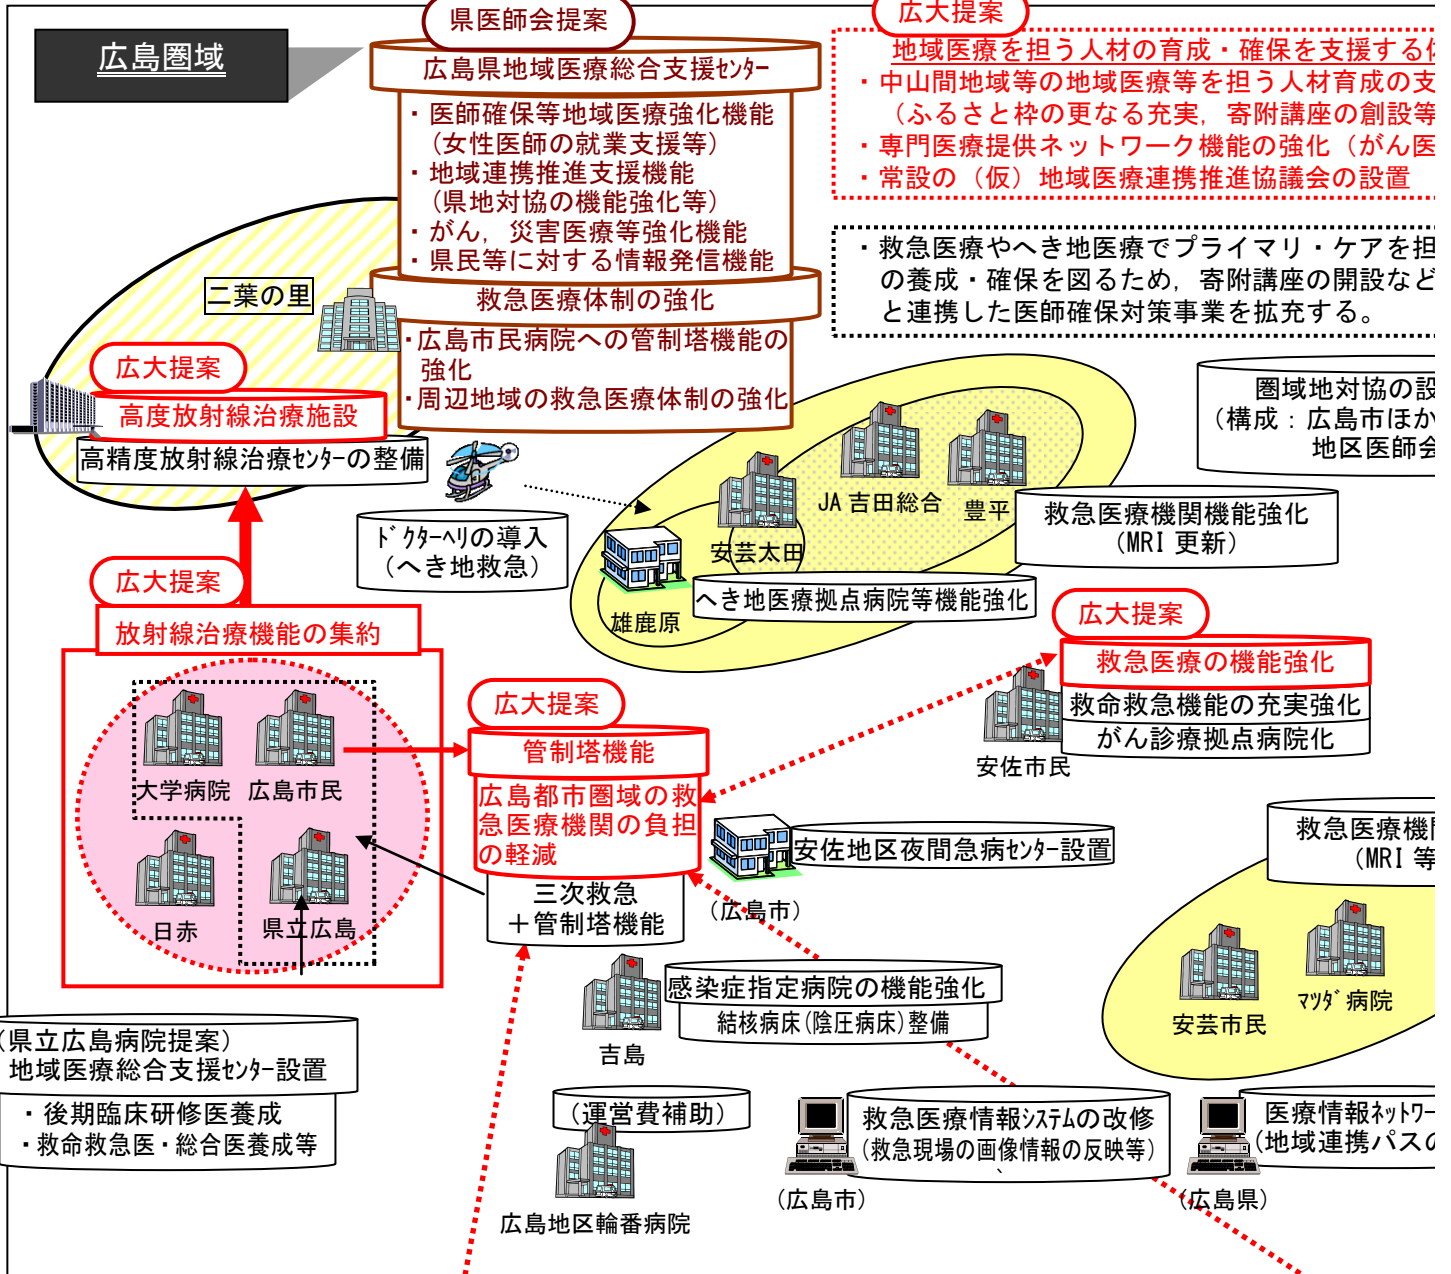 広島圏域
県医師会提案
広島県地域医療総合支援ｾﾝﾀｰ
・医師確保等地域医療強化機能
（女性医師の就業支援等）
・地域連携推進支援機能
（県地対協の機能強化等）
・がん，災害医療等強化機能
・県民等に対する情報発信機能
救急医療体制の強化
・広島市民病院への管制塔機能の
強化
・周辺地域の救急医療体制の強化
広大提案
地域医療を担う人材の育成・確保を支援する
・中山間地域等の地域医療等を担う人材育成の支
（ふるさと枠の更なる充実，寄附講座の創設等
・専門医療提供ネットワーク機能の強化（がん医
・常設の（仮）地域医療連携推進協議会の設置
・救急医療やへき地医療でプライマリ・ケアを担
の養成・確保を図るため，寄附講座の開設など
と連携した医師確保対策事業を拡充する。
二葉の里
広大提案
高度放射線治療施設
高精度放射線治療ｾﾝﾀｰの整備
圏域地対協の設
（構成：広島市ほか
地区医師会
ﾄﾞｸﾀｰﾍﾘの導入
（へき地救急）
JA 吉田総合
豊平
安芸太田
雄鹿原
救急医療機関機能強化
（MRI 更新）
へき地医療拠点病院等機能強化
広大提案
放射線治療機能の集約
大学病院
広島市民
日赤
県立広島
広大提案
管制塔機能
広島都市圏域の救
急医療機関の負担
の軽減
三次救急
＋管制塔機能
広大提案
救急医療の機能強化
救命救急機能の充実強化
がん診療拠点病院化
安佐市民
安佐地区夜間急病ｾﾝﾀｰ設置
（広島市）
救急医療機関
（MRI 等
安芸市民
ﾏﾂﾀﾞ病院
感染症指定病院の機能強化
結核病床(陰圧病床)整備
吉島
（県立広島病院提案）
地域医療総合支援ｾﾝﾀｰ設置
・後期臨床研修医養成
・救命救急医・総合医養成等
（運営費補助）
広島地区輪番病院
救急医療情報ｼｽﾃﾑの改修
（救急現場の画像情報の反映等）
、
（広島市）
医療情報ﾈｯﾄﾜｰ
（地域連携パスの
（広島県）